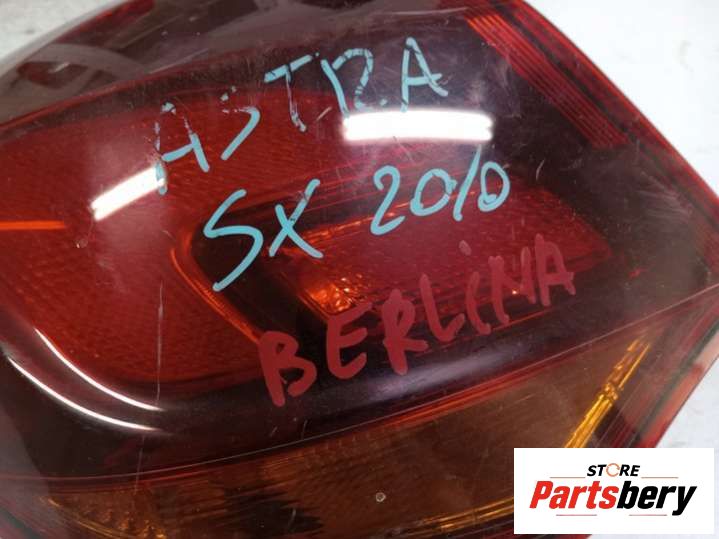 ASTRA
SX 2010
BERLINA
STORE
Partsbery